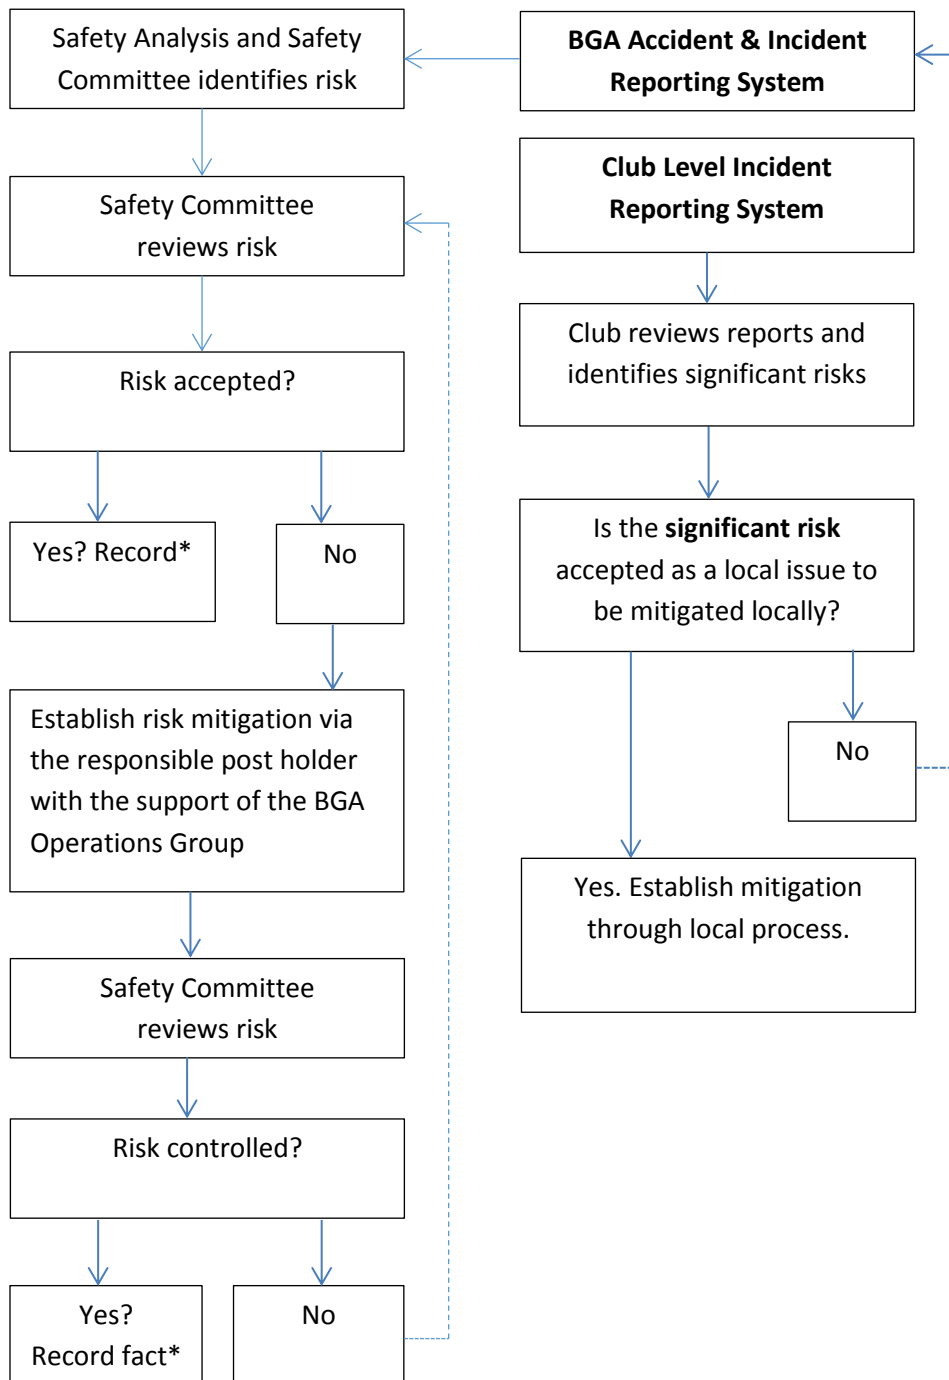 Safety Analysis and Safety
Committee identifies risk
Safety Committee
reviews risk
Risk accepted?
Yes? Record*
No
Establish risk mitigation via
the responsible post holder
with the support of the BGA
Operations Group
Safety Committee
reviews risk
Risk controlled?
Yes?
Record fact*
No
BGA Accident & Incident
Reporting System
Club Level Incident
Reporting System
Club reviews reports and
identifies significant risks
Is the significant risk
accepted as a local issue to
be mitigated locally?
No
Yes. Establish mitigation
through local process.